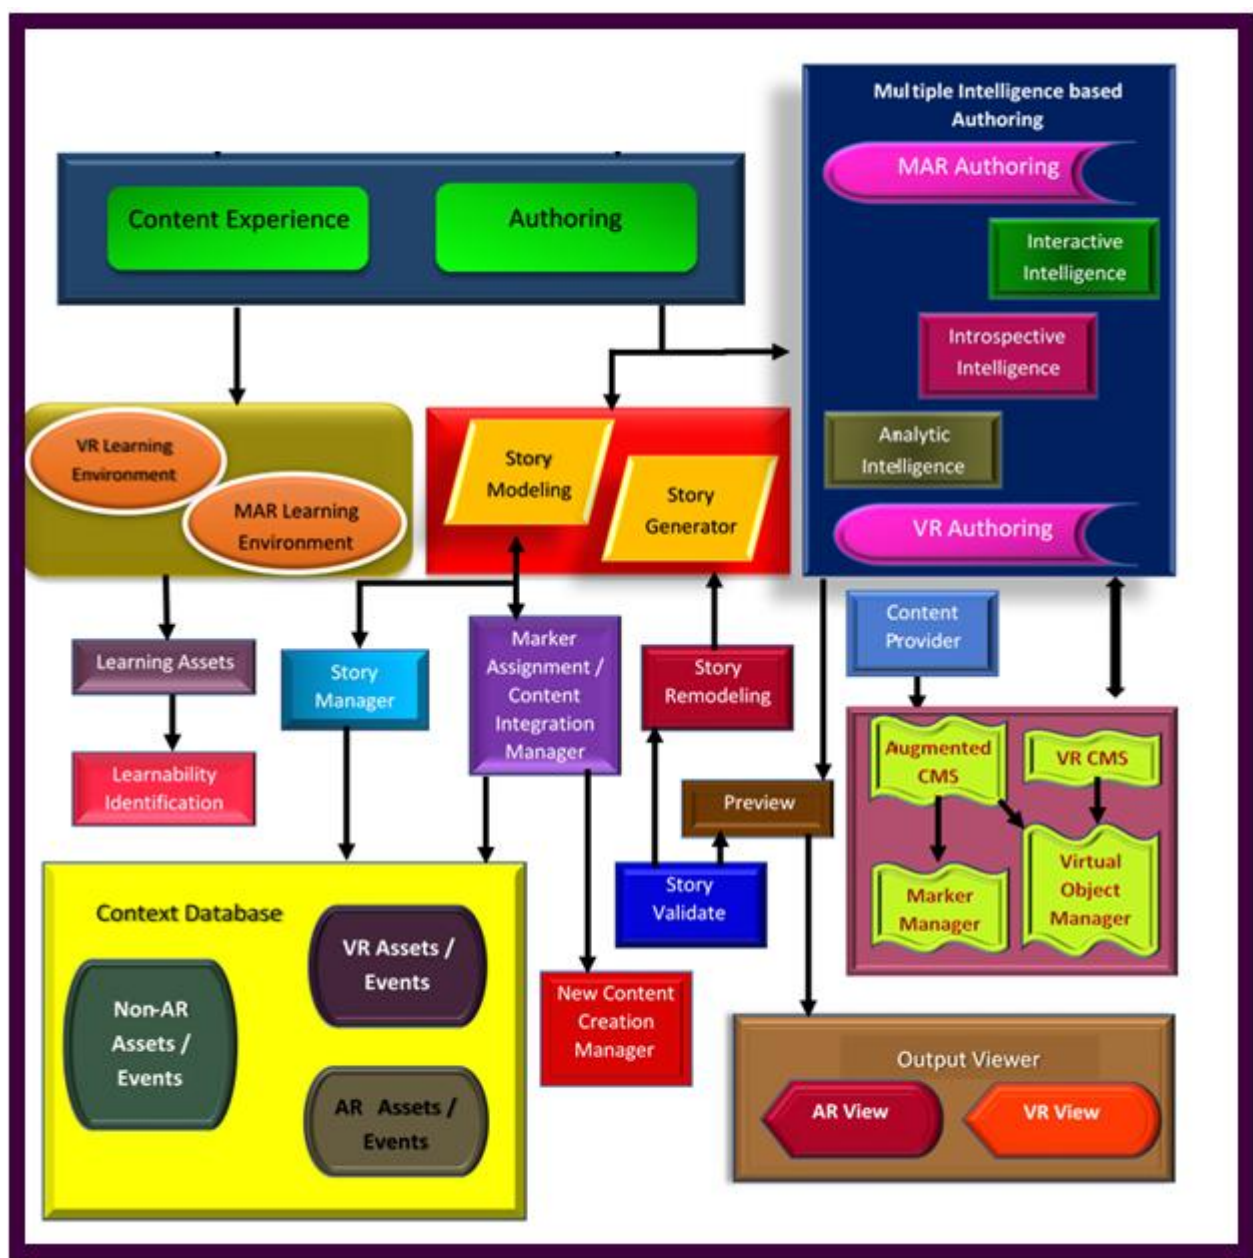 Multiple Intelligence based
Authoring
MAR Authoring
Content Experience
Authoring
Interactive
Intelligence
Introspective
Intelligence
Analytic
Intelligence
VR Authoring
VR Learning
Environment
MAR Learning
Environment
Story
Modeling
Story
Generator
Learning Assets
Learnability
Identification
Story
Manager
Marker
Assignment /
Content
Integration
Manager
Story
Remodeling
Content
Provider
Augmented
CMS
VR CMS
Marker
Manager
Virtual
Object
Manager
Preview
Story
Validate
Context Database
VR Assets /
Events
Non-AR
Assets /
Events
AR Assets /
Events
New Content
Creation
Manager
Output Viewer
AR View
VR View